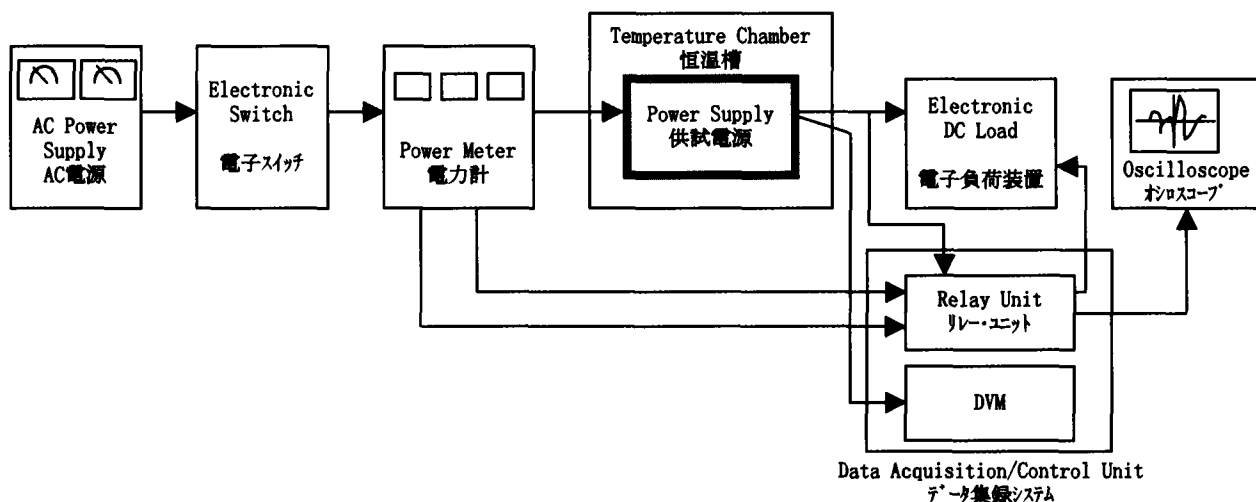 AC Power
Supply
AC電源
Electronic
Switch
電子スイッチ
Power Meter
電力計
Temperature Chamber
恒温槽
Power Supply
供試電源
Electronic
DC Load
電子負荷装置
Oscilloscope
オシロスコープ
Relay Unit
リレー・ユニット
DVM
Data Acquisition/Control Unit
データ集録システム